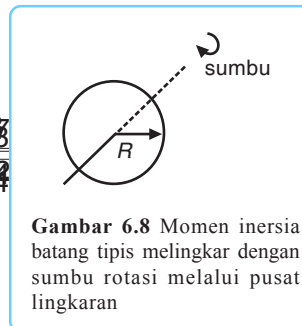 sumbu
R
Gambar 6.8 Momen inersia
batang tipis melingkar dengan
sumbu rotasi melalui pusat
lingkaran